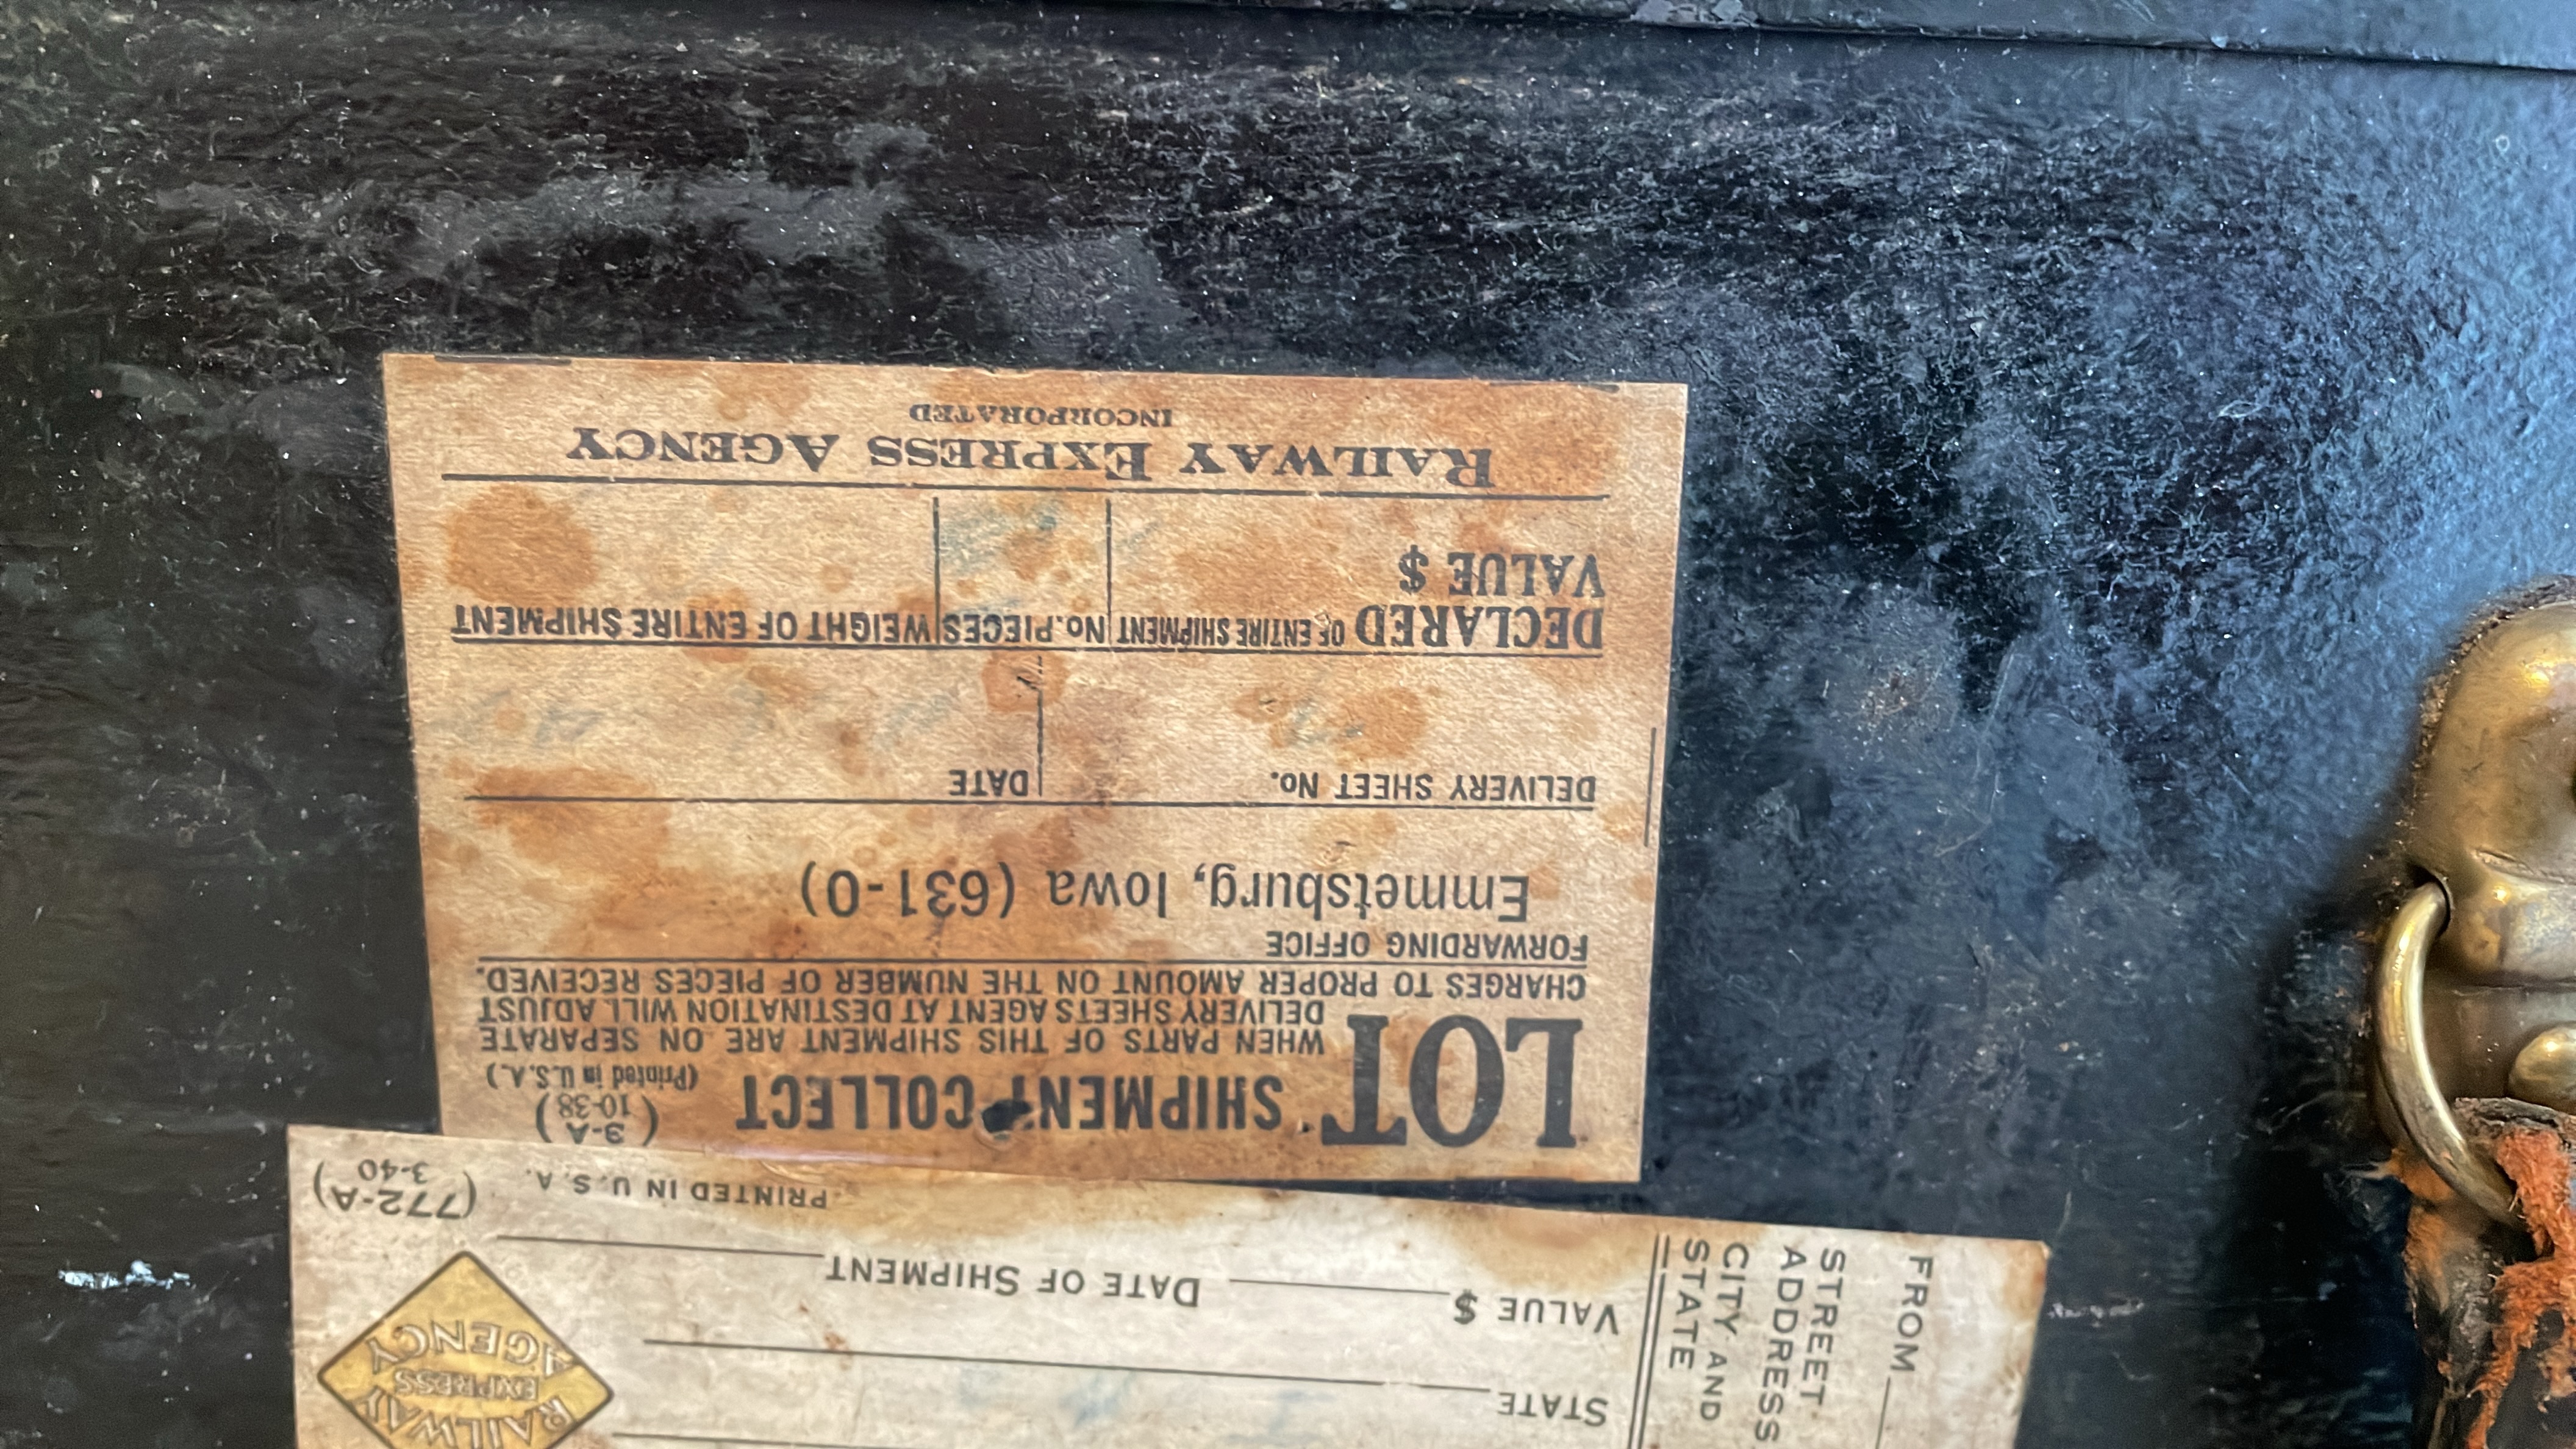 LOT SHIPMENT COLLECT
(3-A)
(10-38)
(Printed in U.S.A.)
WHEN PARTS OF THIS SHIPMENT ARE ON SEPARATE
DELIVERY SHEETS AGENT AT DESTINATION WILL ADJUST
CHARGES TO PROPER AMOUNT ON THE NUMBER OF PIECES RECEIVED.
FORWARDING OFFICE
Emmetsburg, Iowa (631-0)
DELIVERY SHEET No. DATE
DECLARED OF ENTIRE SHIPMENT No. PIECES WEIGHT OF ENTIRE SHIPMENT
VALUE $
RAILWAY EXPRESS AGENCY
INCORPORATED
FROM
STREET
ADDRESS
CITY AND
STATE
RAILWAY
EXPRESS
AGENCY
STATE
VALUE $ DATE OF SHIPMENT
PRINTED IN U.S.A.
(772-A)
3-40